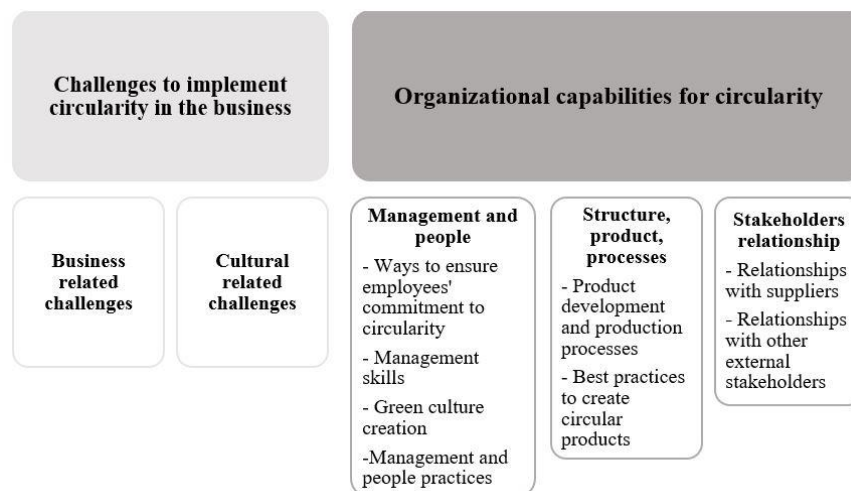 Challenges to implement
circularity in the business
Organizational capabilities for circularity
Business
related
challenges
Cultural
related
challenges
Management and
people
- Ways to ensure
employees'
commitment to
circularity
- Management
skills
- Green culture
creation
-Management and
people practices
Structure,
product,
processes
- Product
development
and production
processes
- Best practices
to create
circular
products
Stakeholders
relationship
- Relationships
with suppliers
- Relationships
with other
external
stakeholders